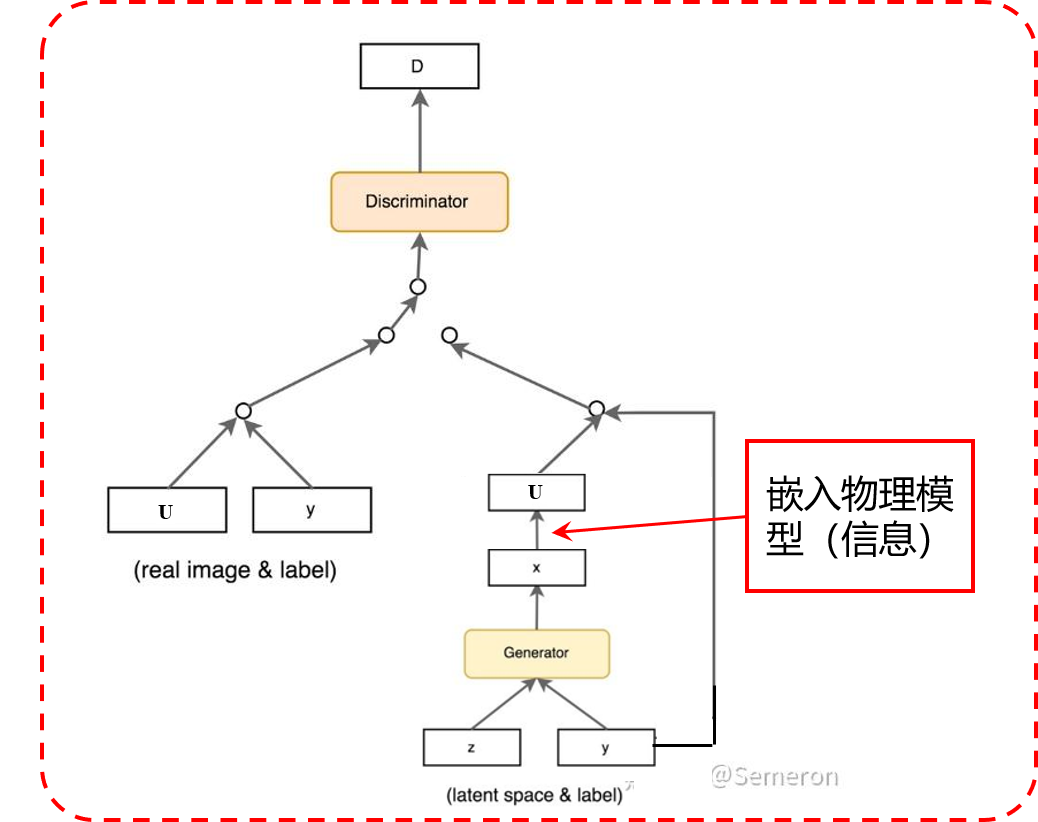 D
Discriminator
U
y
(real image & label)
U
嵌入物理模
型（信息）
x
Generator
z
y
@Semeron
(latent space & label)